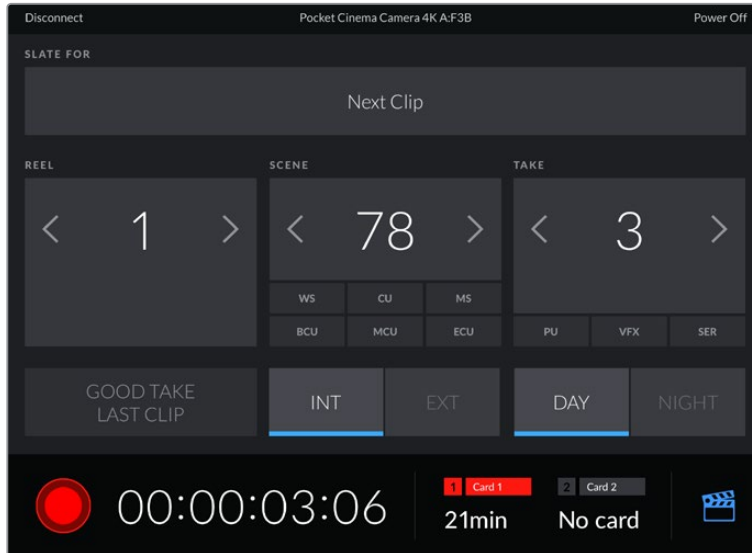 Disconnect Pocket Cinema Camera 4K A:F3B Power Off
SLATE FOR
Next Clip
REEL SCENE TAKE
< 1 > < 78 > < 3 >
WS CU MS
BCU MCU ECU PU VFX SER
GOOD TAKE
LAST CLIP
INT EXT DAY NIGHT
00:00:03:06
1 Card 1 2 Card 2
21min No card